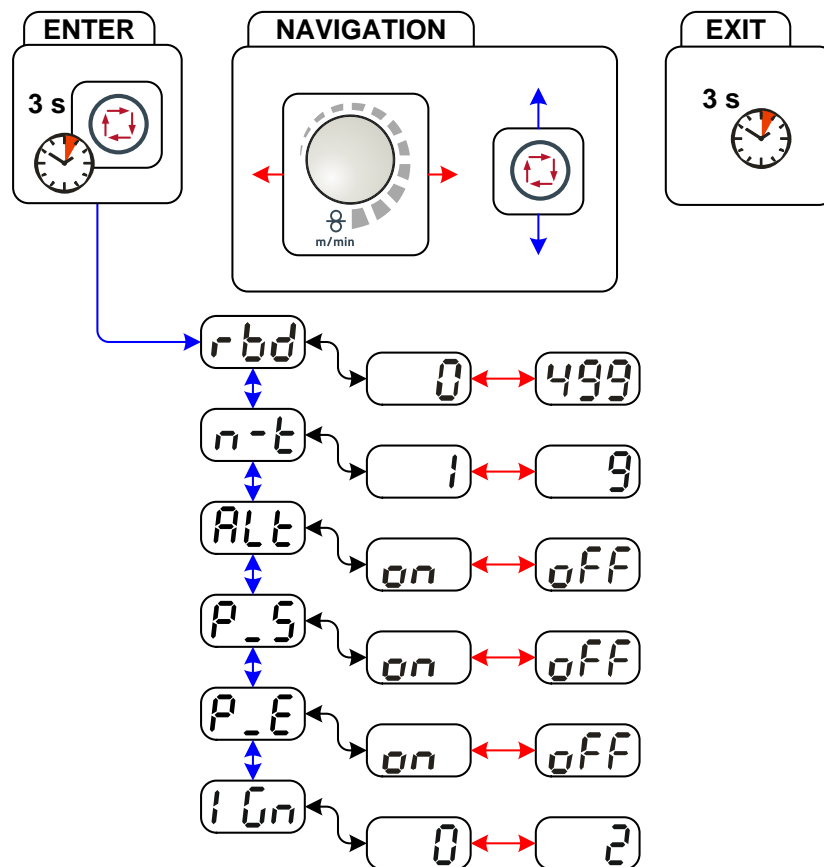 ENTER
NAVIGATION
EXIT
3 s
3 s
m/min
rbd
0
499
n-t
1
9
ALt
on
oFF
P_S
on
oFF
P_E
on
oFF
IGn
0
2